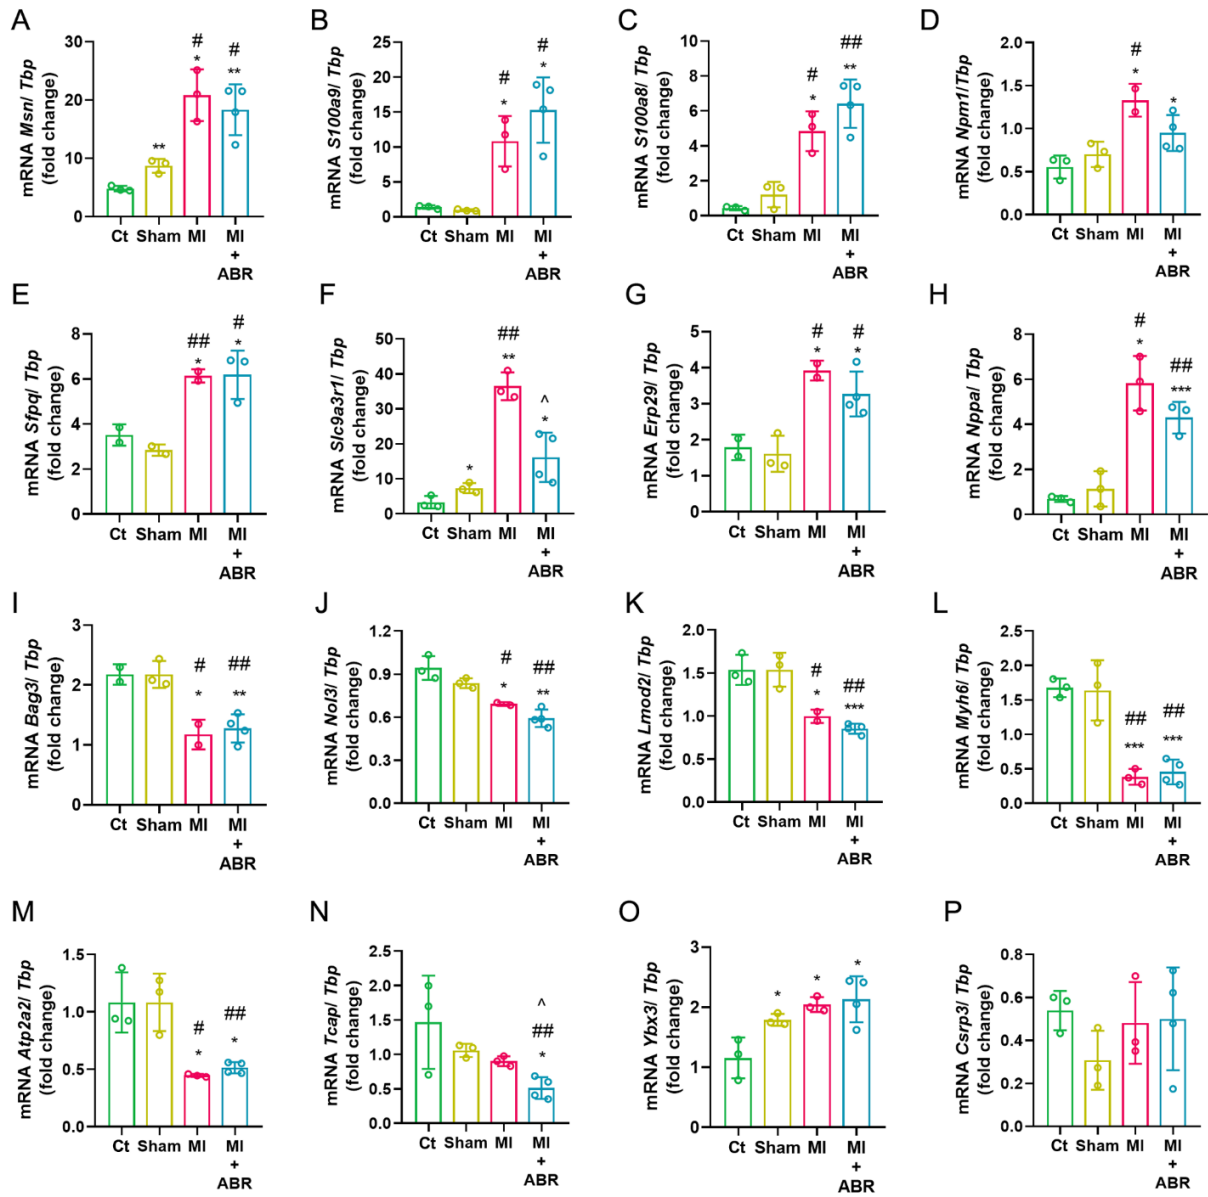 A
mRNA Msn/ Tbp
(fold change)
30
20
10
0
#
*
**
#
**
Ct Sham MI MI
+
ABR
B
mRNA S100a9/ Tbp
(fold change)
25
20
15
10
5
0
#
*
#
*
Ct Sham MI MI
+
ABR
C
mRNA S100a8/ Tbp
(fold change)
10
8
6
4
2
0
#
*
##
**
Ct Sham MI MI
+
ABR
D
mRNA Npm1/Tbp
(fold change)
2.0
1.5
1.0
0.5
0.0
#
*
*
Ct Sham MI MI
+
ABR
E
mRNA Sfpq/ Tbp
(fold change)
8
6
4
2
0
##
*
#
*
Ct Sham MI MI
+
ABR
F
mRNA Slc9a3r1/ Tbp
(fold change)
50
40
30
20
10
0
*
##
**
^
*
Ct Sham MI MI
+
ABR
G
mRNA Erp29/ Tbp
(fold change)
5
4
3
2
1
0
#
*
#
*
Ct Sham MI MI
+
ABR
H
mRNA Nppa/ Tbp
(fold change)
8
6
4
2
0
#
*
##
***
Ct Sham MI MI
+
ABR
I
mRNA Bag3/ Tbp
(fold change)
3
2
1
0
#
*
##
**
Ct Sham MI MI
+
ABR
J
mRNA Nol3/ Tbp
(fold change)
1.2
0.9
0.6
0.3
0.0
#
*
##
**
Ct Sham MI MI
+
ABR
K
mRNA Lmod2/ Tbp
(fold change)
2.0
1.5
1.0
0.5
0.0
#
*
##
***
Ct Sham MI MI
+
ABR
L
mRNA Myh6/ Tbp
(fold change)
2.5
2.0
1.5
1.0
0.5
0.0
##
***
##
***
Ct Sham MI MI
+
ABR
M
mRNA Atp2a2/ Tbp
(fold change)
1.5
1.0
0.5
0.0
#
*
##
*
Ct Sham MI MI
+
ABR
N
mRNA Tcap/ Tbp
(fold change)
2.5
2.0
1.5
1.0
0.5
0.0
^
##
*
Ct Sham MI MI
+
ABR
O
mRNA Ybx3/ Tbp
(fold change)
3
2
1
0
*
*
*
Ct Sham MI MI
+
ABR
P
mRNA Csrp3/ Tbp
(fold change)
0.8
0.6
0.4
0.2
0.0
Ct Sham MI MI
+
ABR